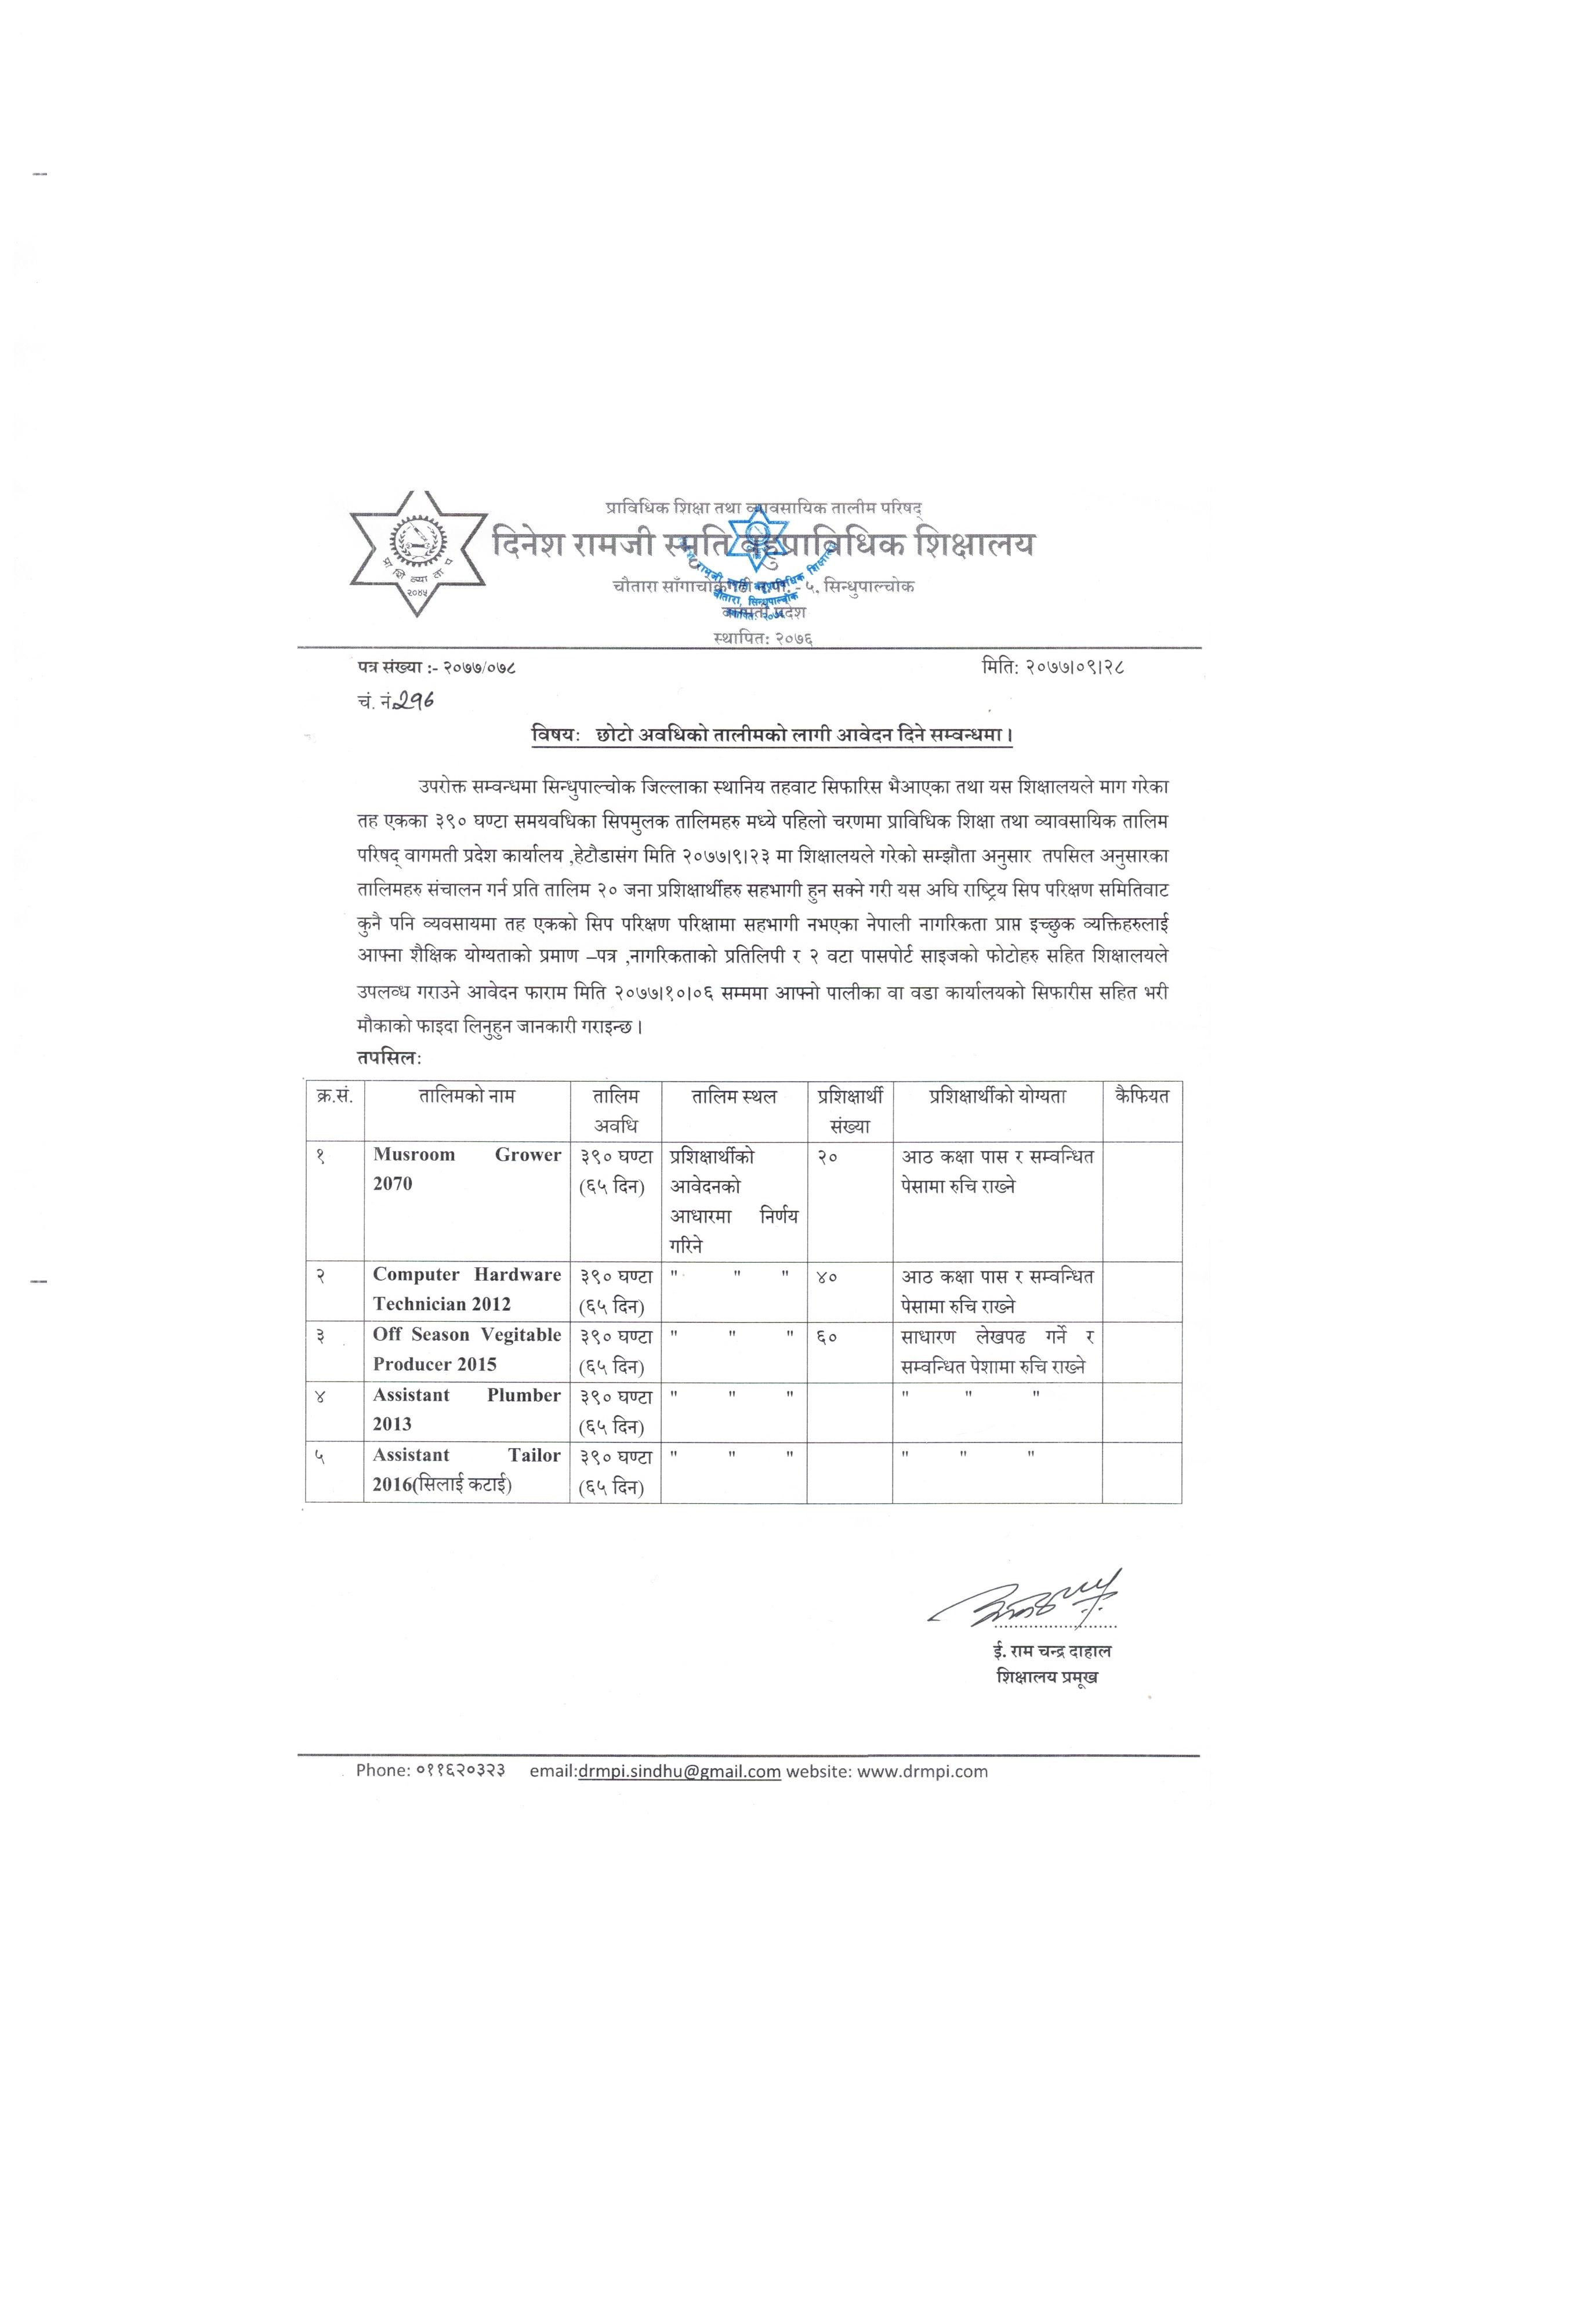 प्राविधिक शिक्षा तथा व्यावसायिक तालीम परिषद्
दिनेश रामजी स्मृति बहुप्राविधिक शिक्षालय
चौतारा साँगाचोकगढी न.पा. - ५, सिन्धुपाल्चोक
बागमती प्रदेश
स्थापित: २०७६
प्रा शि व्या ता प
२०४५
पत्र संख्या :- २०७७/०७८
मिति: २०७७।०९।२८
चं. नं. 296
विषय: छोटो अवधिको तालीमको लागी आवेदन दिने सम्वन्धमा ।
उपरोक्त सम्वन्धमा सिन्धुपाल्चोक जिल्लाका स्थानिय तहवाट सिफारिस भैआएका तथा यस शिक्षालयले माग गरेका
तह एकका ३९० घण्टा समयवधिका सिपमुलक तालिमहरु मध्ये पहिलो चरणमा प्राविधिक शिक्षा तथा व्यावसायिक तालिम
परिषद् वागमती प्रदेश कार्यालय ,हेटौडासंग मिति २०७७।९।२३ मा शिक्षालयले गरेको सम्झौता अनुसार तपसिल अनुसारका
तालिमहरु संचालन गर्न प्रति तालिम २० जना प्रशिक्षार्थीहरु सहभागी हुन सक्ने गरी यस अघि राष्ट्रिय सिप परिक्षण समितिवाट
कुनै पनि व्यवसायमा तह एकको सिप परिक्षण परिक्षामा सहभागी नभएका नेपाली नागरिकता प्राप्त इच्छुक व्यक्तिहरुलाई
आफ्ना शैक्षिक योग्यताको प्रमाण –पत्र ,नागरिकताको प्रतिलिपी र २ वटा पासपोर्ट साइजको फोटोहरु सहित शिक्षालयले
उपलव्ध गराउने आवेदन फाराम मिति २०७७।१०।०६ सम्ममा आफ्नो पालीका वा वडा कार्यालयको सिफारीस सहित भरी
मौकाको फाइदा लिनुहुन जानकारी गराइन्छ ।
तपसिल:
क्र.सं. तालिमको नाम तालिम अवधि तालिम स्थल प्रशिक्षार्थी संख्या प्रशिक्षार्थीको योग्यता कैफियत
१ Musroom Grower ३९० घण्टा प्रशिक्षार्थीको २० आठ कक्षा पास र सम्वन्धित
2070 (६५ दिन) आवेदनको पेसामा रुचि राख्ने
आधारमा निर्णय
गरिने
२ Computer Hardware ३९० घण्टा " " " ४० आठ कक्षा पास र सम्वन्धित
Technician 2012 (६५ दिन) पेसामा रुचि राख्ने
३ Off Season Vegitable ३९० घण्टा " " " ६० साधारण लेखपढ गर्ने र
Producer 2015 (६५ दिन) सम्वन्धित पेशामा रुचि राख्ने
४ Assistant Plumber ३९० घण्टा " " " " " "
2013 (६५ दिन)
५ Assistant Tailor ३९० घण्टा " " " " " "
2016(सिलाई कटाई) (६५ दिन)
ई. राम चन्द्र दाहाल
शिक्षालय प्रमूख
Phone: ०११६२०३२३ email:drmpi.sindhu@gmail.com website: www.drmpi.com